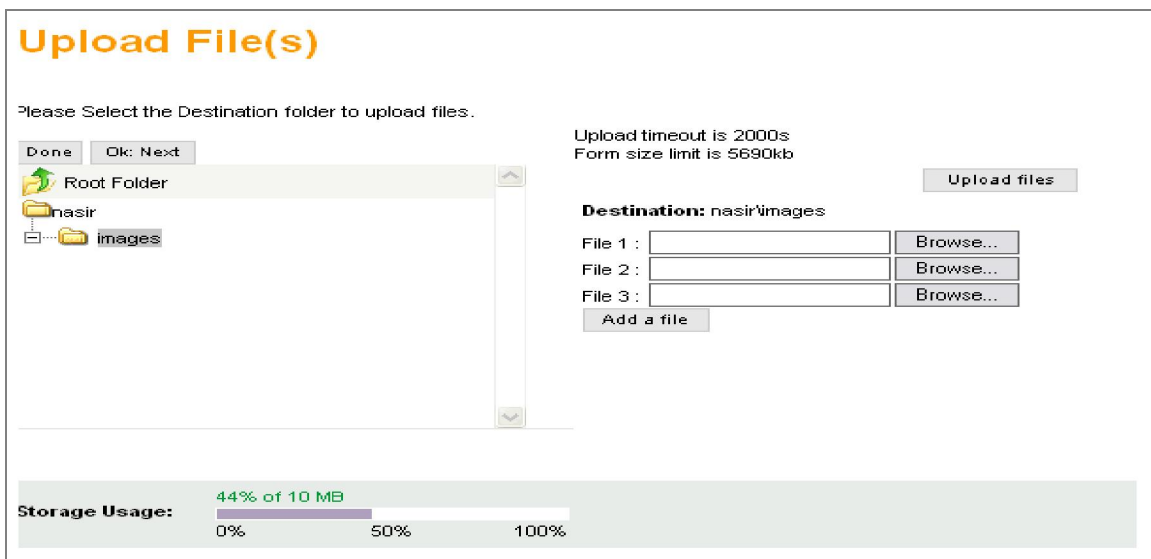 Upload File(s)
Please Select the Destination folder to upload files.
Done Ok: Next
Root Folder
nasir
images
Upload timeout is 2000s
Form size limit is 5690kb
Upload files
Destination: nasir\images
File 1 : Browse...
File 2 : Browse...
File 3 : Browse...
Add a file
Storage Usage:
44% of 10 MB
0% 50% 100%